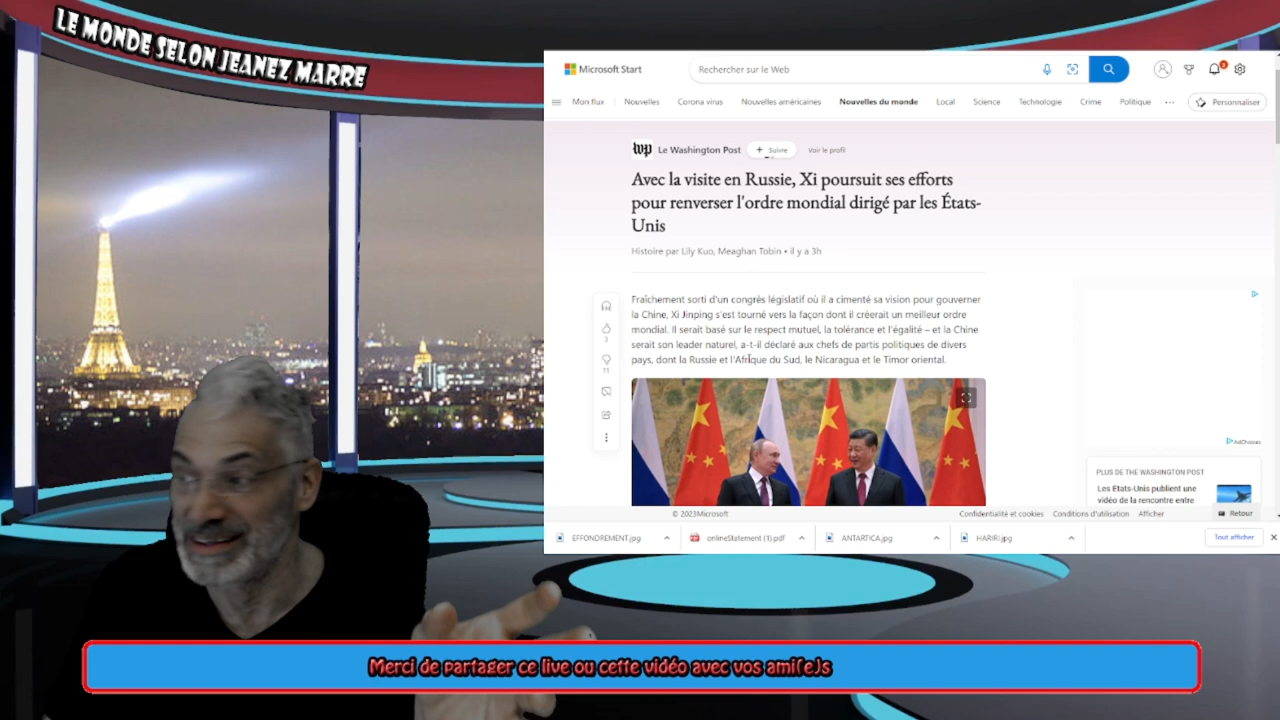 LE MONDE SELON JEANEZ MARRE
Microsoft Start
Rechercher sur le Web
Mon flux
Nouvelles
Corona virus
Nouvelles américaines
Nouvelles du monde
Local
Science
Technologie
Crime
Politique
Personnaliser
wp Le Washington Post
+ Suivre
Voir le profil
Avec la visite en Russie, Xi poursuit ses efforts
pour renverser l'ordre mondial dirigé par les États-
Unis
Histoire par Lily Kuo, Meaghan Tobin • il y a 3h
Fraîchement sorti d'un congrès législatif où il a cimenté sa vision pour gouverner
la Chine, Xi Jinping s'est tourné vers la façon dont il créerait un meilleur ordre
mondial. Il serait basé sur le respect mutuel, la tolérance et l'égalité – et la Chine
serait son leader naturel, a-t-il déclaré aux chefs de partis politiques de divers
pays, dont la Russie et l'Afrique du Sud, le Nicaragua et le Timor oriental.
3
11
AdChoices
PLUS DE THE WASHINGTON POST
Les États-Unis publient une
vidéo de la rencontre entre
© 2023Microsoft
Confidentialité et cookies
Conditions d'utilisation
Afficher
Retour
EFFONDREMENT.jpg
onlineStatement (1).pdf
ANTARTICA.jpg
HARIRI.jpg
Tout afficher
Merci de partager ce live ou cette vidéo avec vos ami(e)s